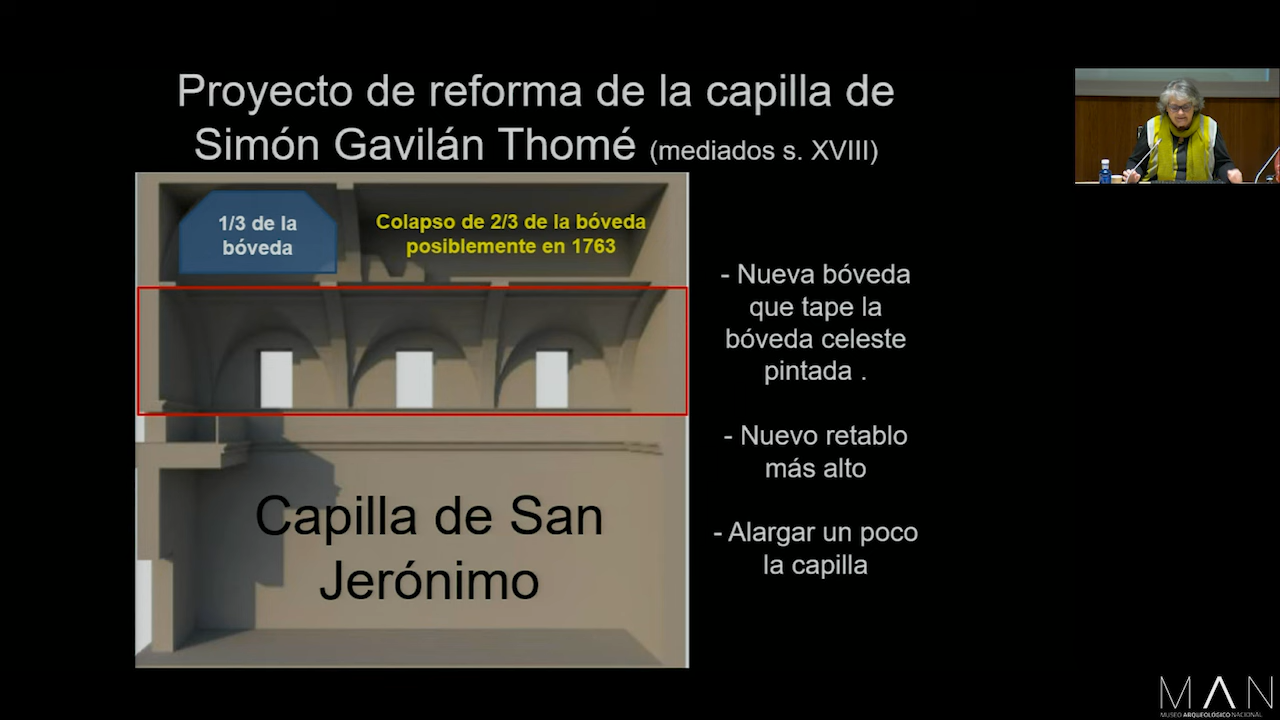 Proyecto de reforma de la capilla de
Simón Gavilán Thomé (mediados s. XVIII)
1/3 de la
bóveda
Colapso de 2/3 de la bóveda
posiblemente en 1763
Capilla de San
Jerónimo
- Nueva bóveda
que tape la
bóveda celeste
pintada .
- Nuevo retablo
más alto
- Alargar un poco
la capilla
MAN
MUSEO ARQUEOLÓGICO NACIONAL